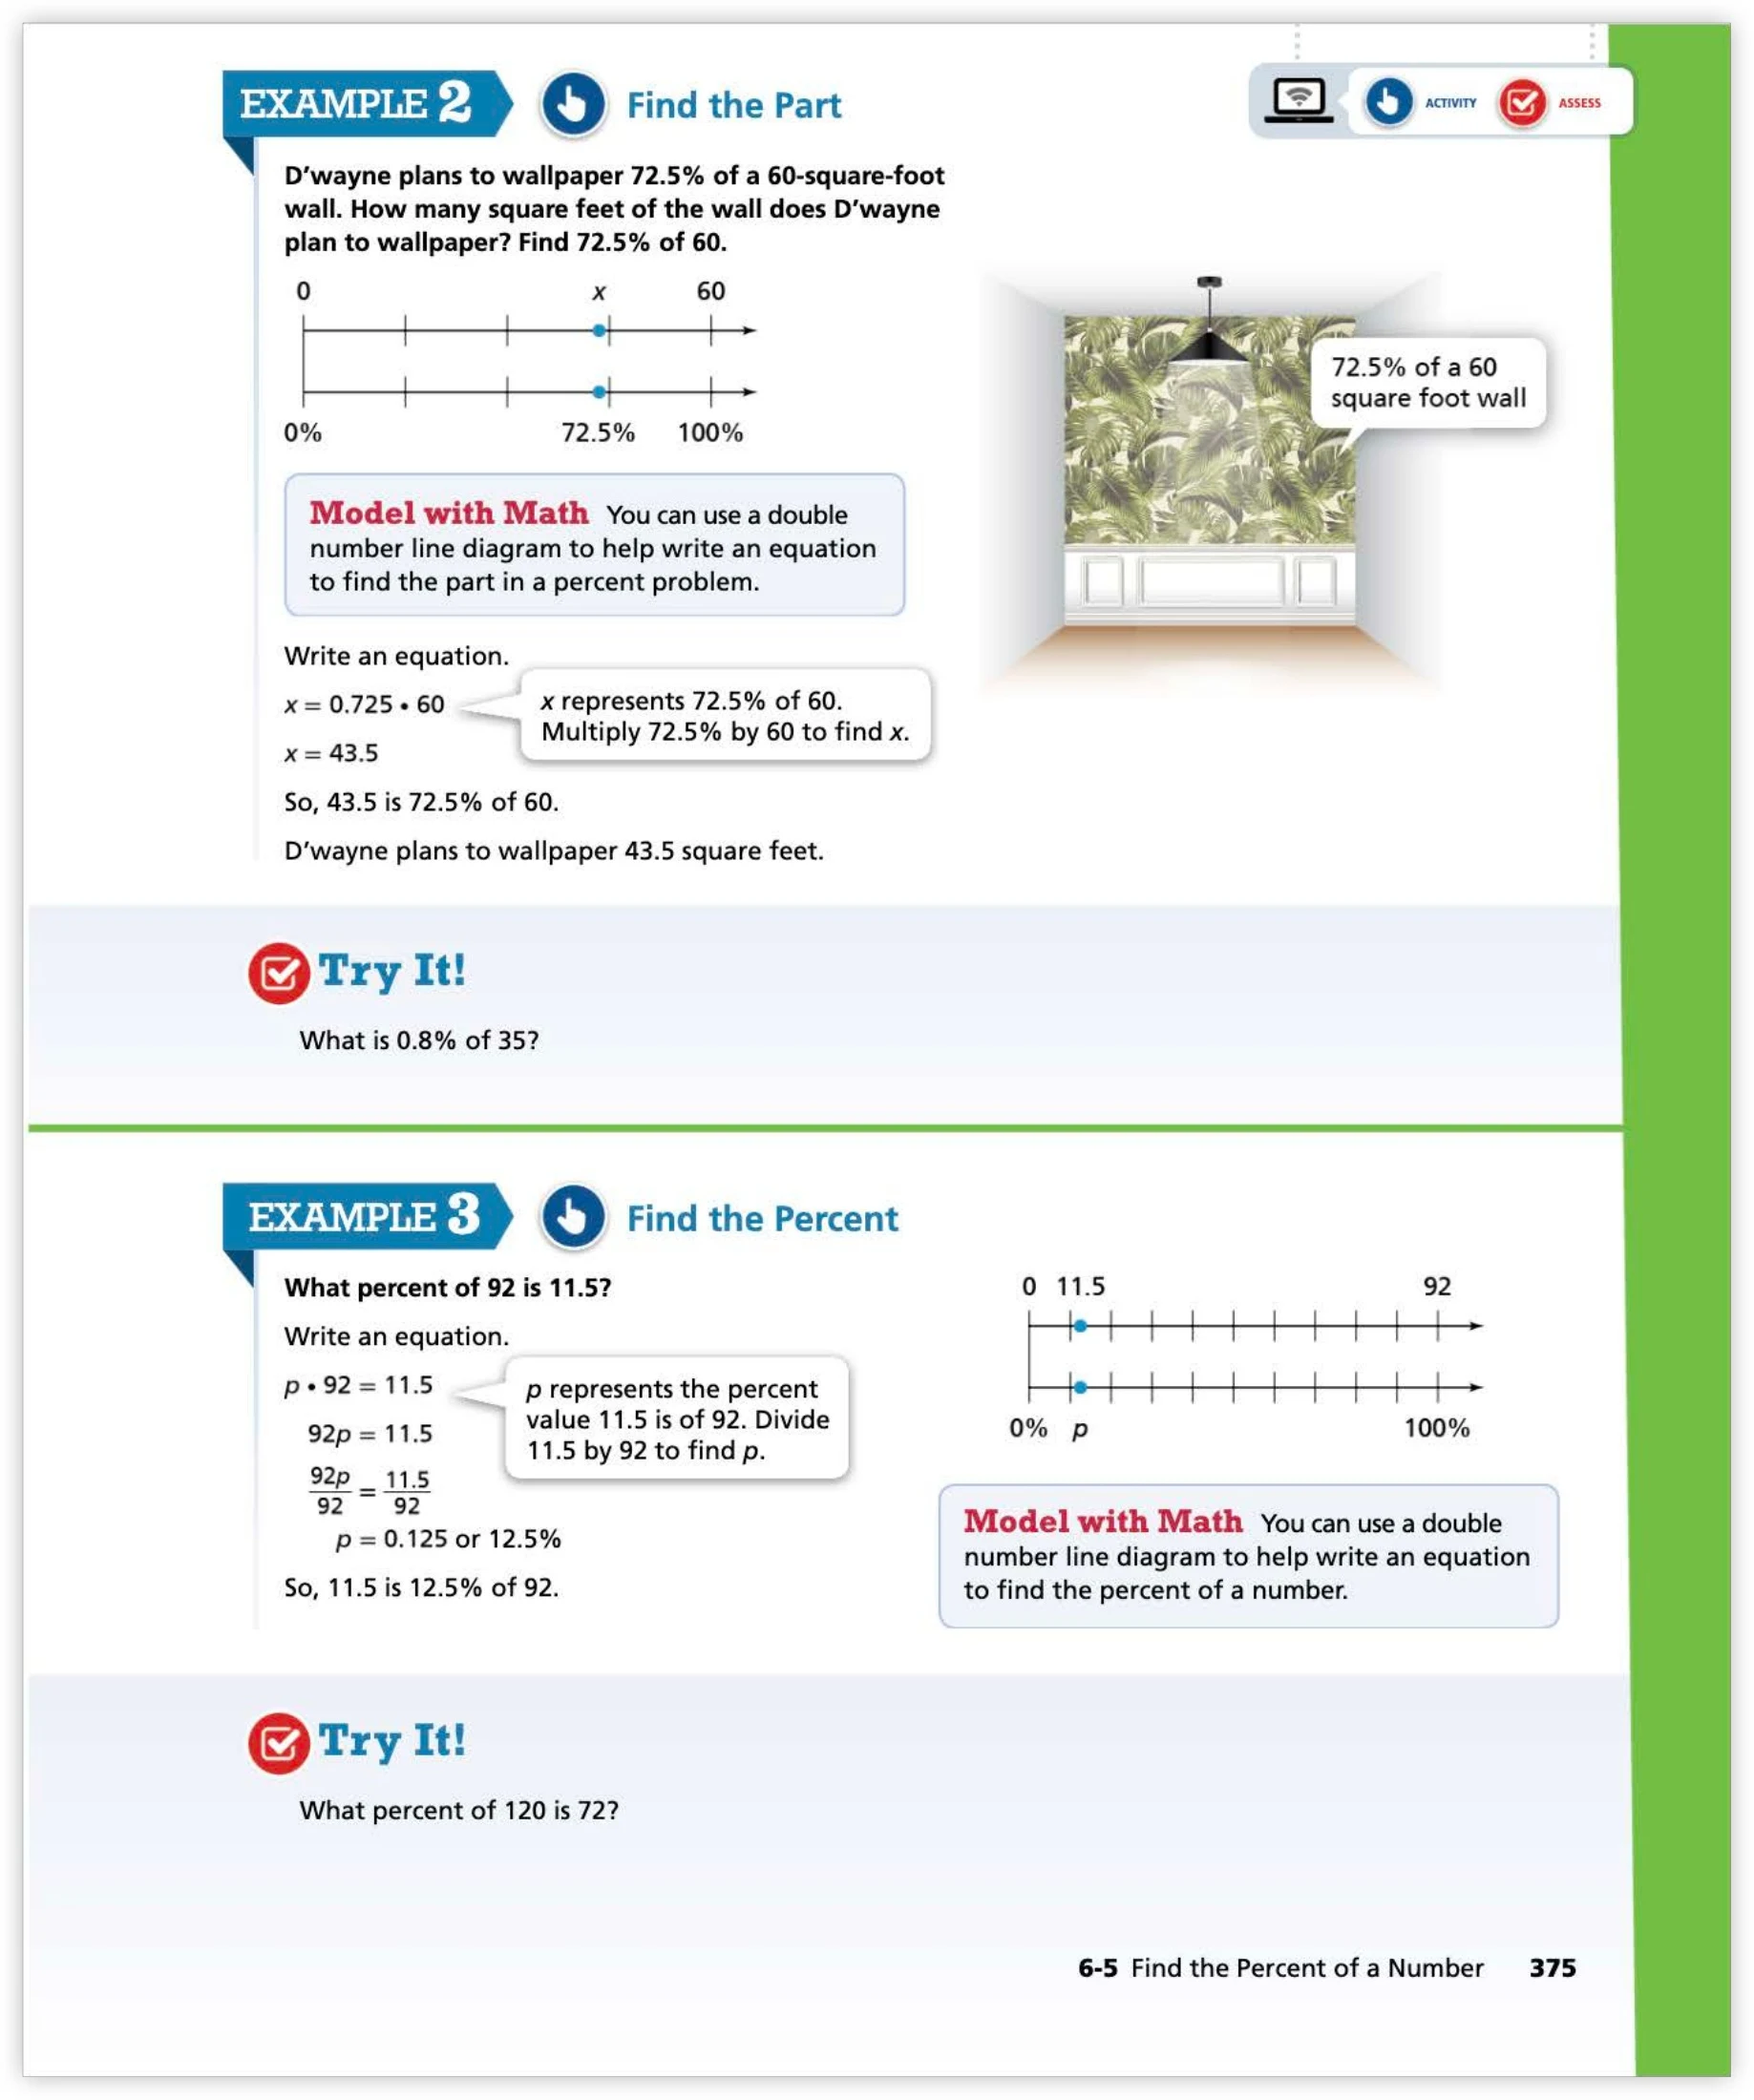 EXAMPLE 2 Find the Part
ACTIVITY ASSESS
D'wayne plans to wallpaper 72.5% of a 60-square-foot
wall. How many square feet of the wall does D'wayne
plan to wallpaper? Find 72.5% of 60.
0 x 60
0% 72.5% 100%
72.5% of a 60
square foot wall
Model with Math You can use a double
number line diagram to help write an equation
to find the part in a percent problem.
Write an equation.
x = 0.725 • 60
x represents 72.5% of 60.
Multiply 72.5% by 60 to find x.
x = 43.5
So, 43.5 is 72.5% of 60.
D'wayne plans to wallpaper 43.5 square feet.
Try It!
What is 0.8% of 35?
EXAMPLE 3 Find the Percent
What percent of 92 is 11.5?
Write an equation.
p • 92 = 11.5
p represents the percent
value 11.5 is of 92. Divide
11.5 by 92 to find p.
92p = 11.5
92p/92 = 11.5/92
p = 0.125 or 12.5%
So, 11.5 is 12.5% of 92.
0 11.5 92
0% p 100%
Model with Math You can use a double
number line diagram to help write an equation
to find the percent of a number.
Try It!
What percent of 120 is 72?
6-5 Find the Percent of a Number 375